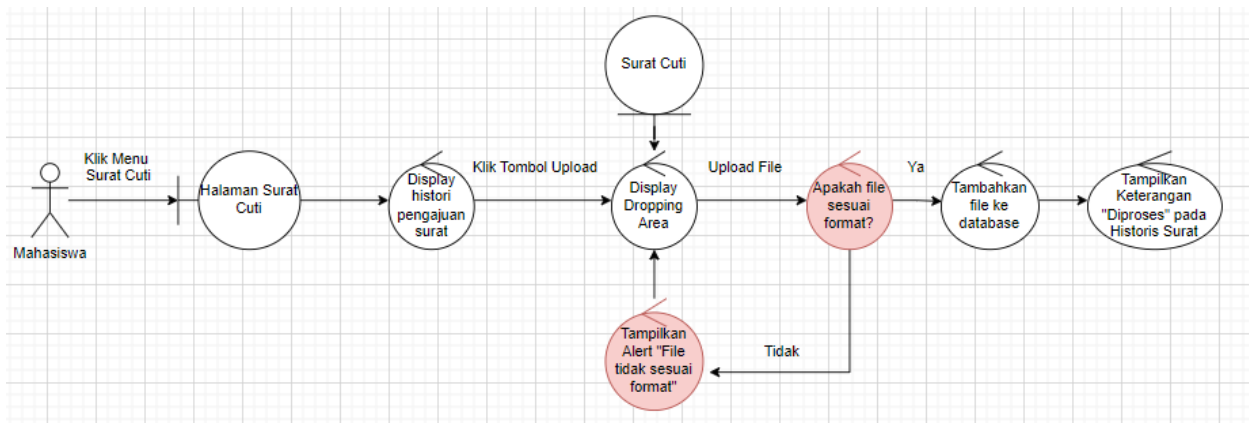 Surat Cuti
Klik Menu
Surat Cuti
Mahasiswa
Halaman Surat
Cuti
Display
histori
pengajuan
surat
Klik Tombol Upload
Display
Dropping
Area
Upload File
Apakah file
sesuai
format?
Ya
Tambahkan
file ke
database
Tampilkan
Keterangan
"Diproses" pada
Historis Surat
Tidak
Tampilkan
Alert "File
tidak sesuai
format"